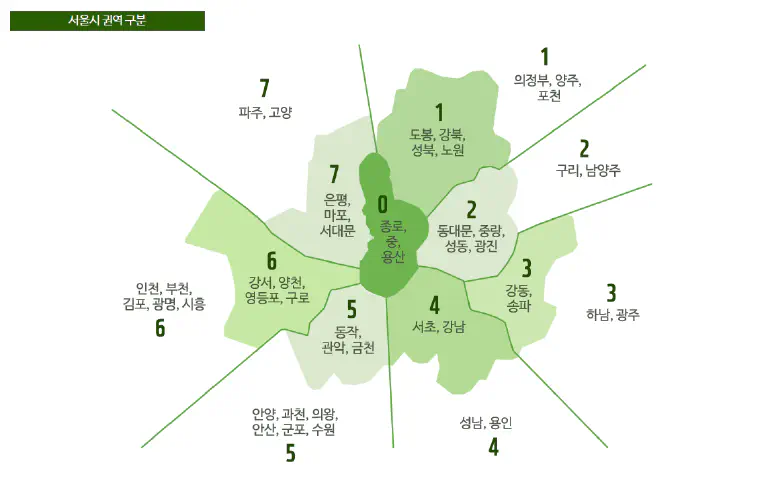 서울시 권역 구분
1
의정부, 양주,
포천
7
파주, 고양
1
도봉, 강북,
성북, 노원
2
구리, 남양주
7
은평,
마포,
서대문
0
종로,
중,
용산
2
동대문, 중랑,
성동, 광진
6
강서, 양천,
영등포, 구로
3
강동,
송파
인천, 부천,
김포, 광명, 시흥
6
3
하남, 광주
5
동작,
관악, 금천
4
서초, 강남
안양, 과천, 의왕,
안산, 군포, 수원
5
성남, 용인
4